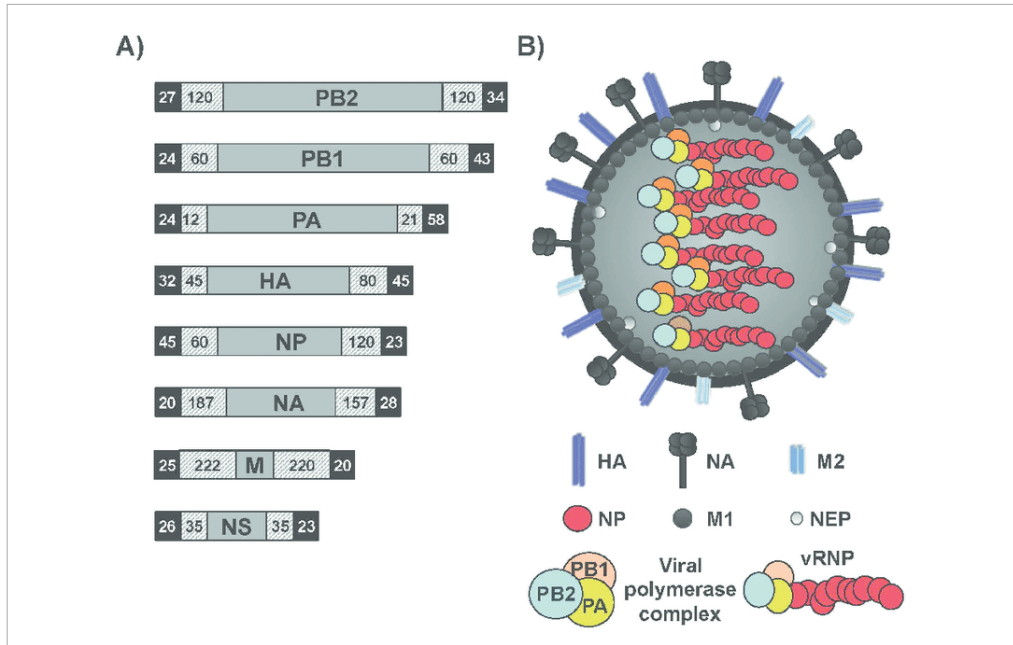 A)
27 120 PB2 120 34
24 60 PB1 60 43
24 12 PA 21 58
32 45 HA 80 45
45 60 NP 120 23
20 187 NA 157 28
25 222 M 220 20
26 35 NS 35 23
B)
HA NA M2
NP M1 NEP
PB1
PB2
PA
Viral
polymerase
complex
vRNP